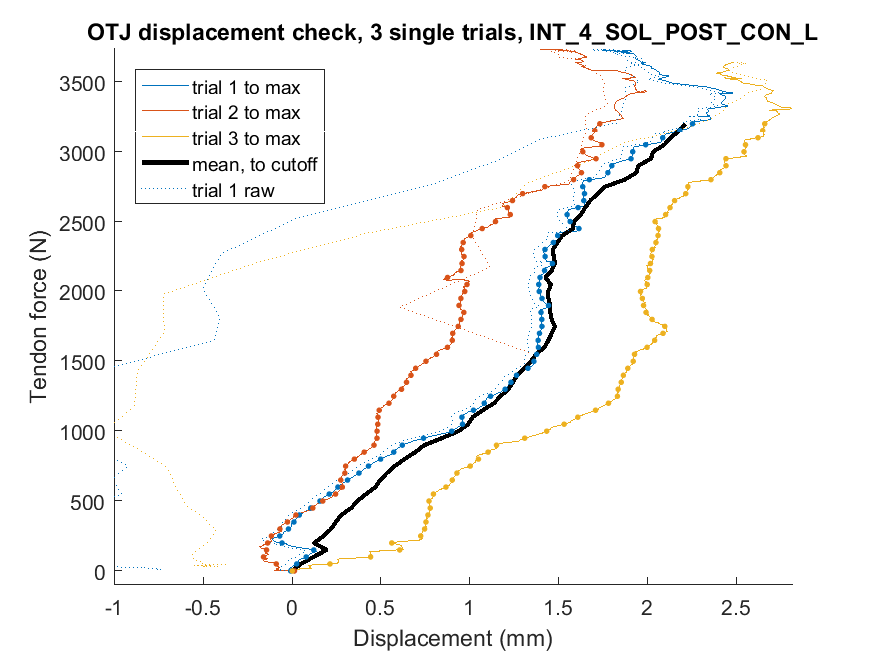 OTJ displacement check, 3 single trials, INT_4_SOL_POST_CON_L
trial 1 to max
trial 2 to max
trial 3 to max
mean, to cutoff
trial 1 raw
Tendon force (N)
3500
3000
2500
2000
1500
1000
500
0
-1 -0.5 0 0.5 1 1.5 2 2.5
Displacement (mm)